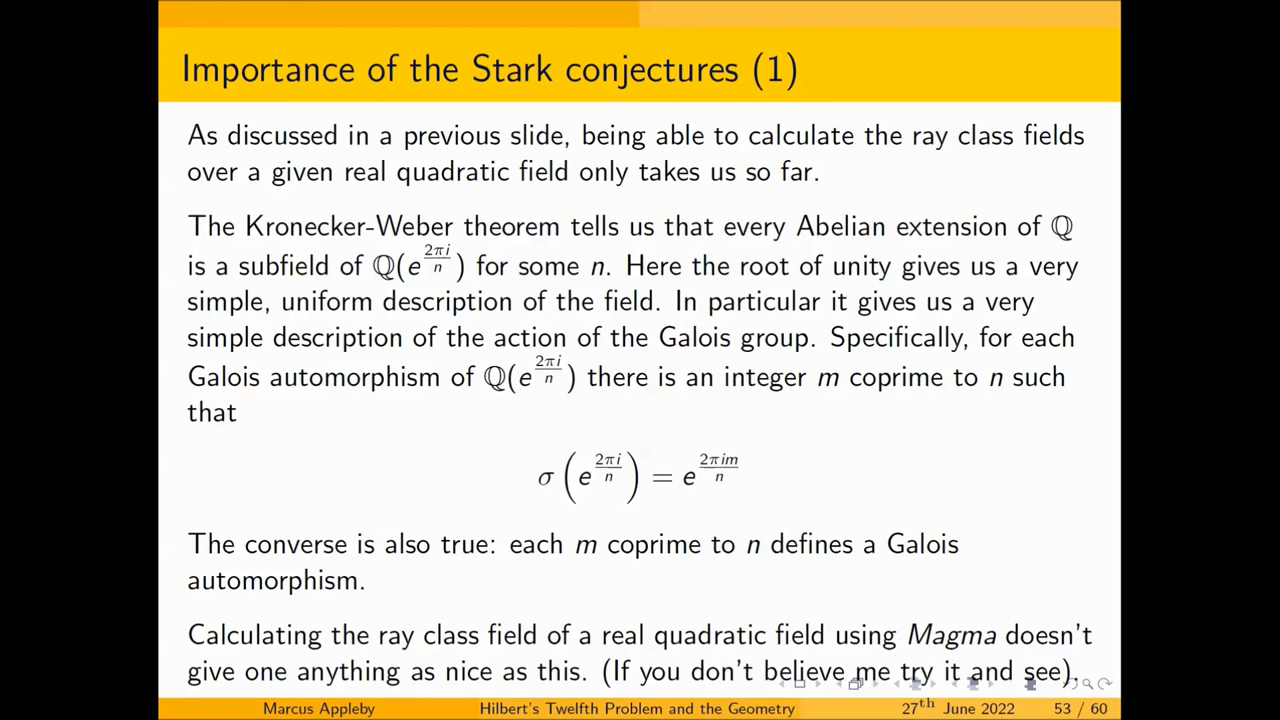 Importance of the Stark conjectures (1)
As discussed in a previous slide, being able to calculate the ray class fields
over a given real quadratic field only takes us so far.
The Kronecker-Weber theorem tells us that every Abelian extension of ℚ
is a subfield of ℚ(e^{2πi/n}) for some n. Here the root of unity gives us a very
simple, uniform description of the field. In particular it gives us a very
simple description of the action of the Galois group. Specifically, for each
Galois automorphism of ℚ(e^{2πi/n}) there is an integer m coprime to n such
that
σ(e^{2πi/n}) = e^{2πim/n}
The converse is also true: each m coprime to n defines a Galois
automorphism.
Calculating the ray class field of a real quadratic field using Magma doesn't
give one anything as nice as this. (If you don't believe me try it and see).
Marcus Appleby Hilbert's Twelfth Problem and the Geometry 27th June 2022 53 / 60